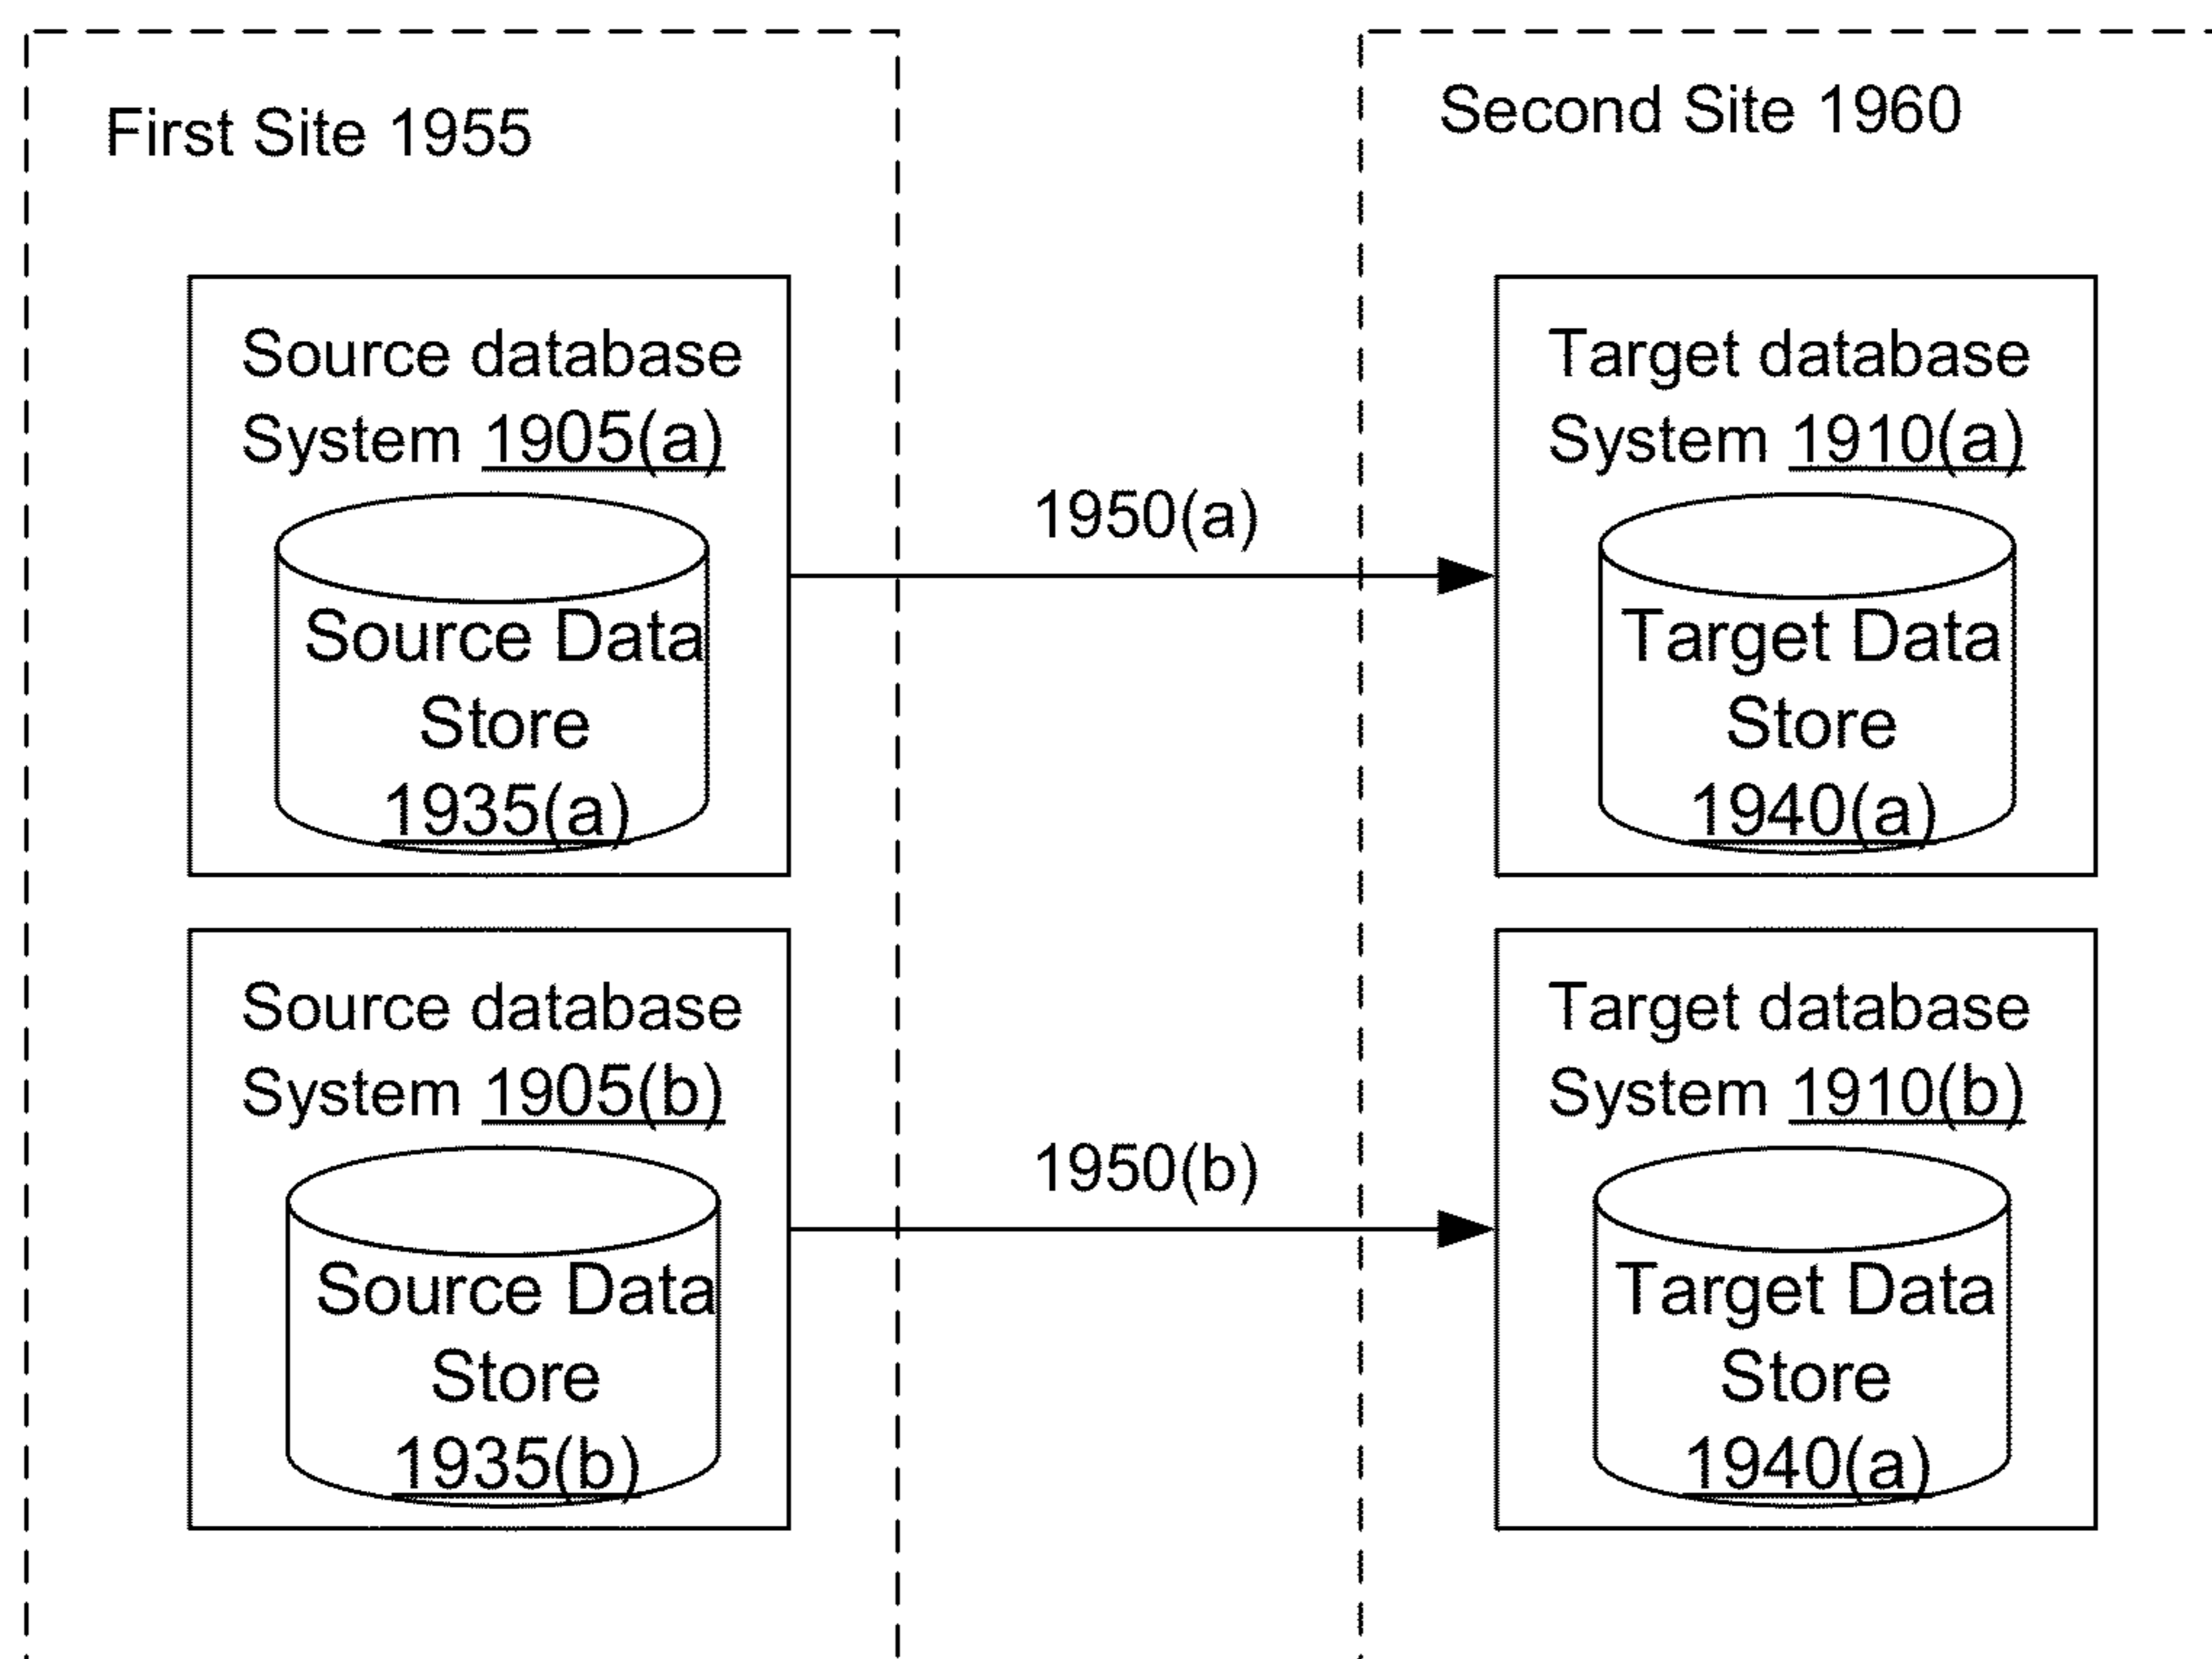 First Site 1955
Second Site 1960
Source database
System 1905(a)
Source Data
Store
1935(a)
1950(a)
Target database
System 1910(a)
Target Data
Store
1940(a)
Source database
System 1905(b)
Source Data
Store
1935(b)
1950(b)
Target database
System 1910(b)
Target Data
Store
1940(a)